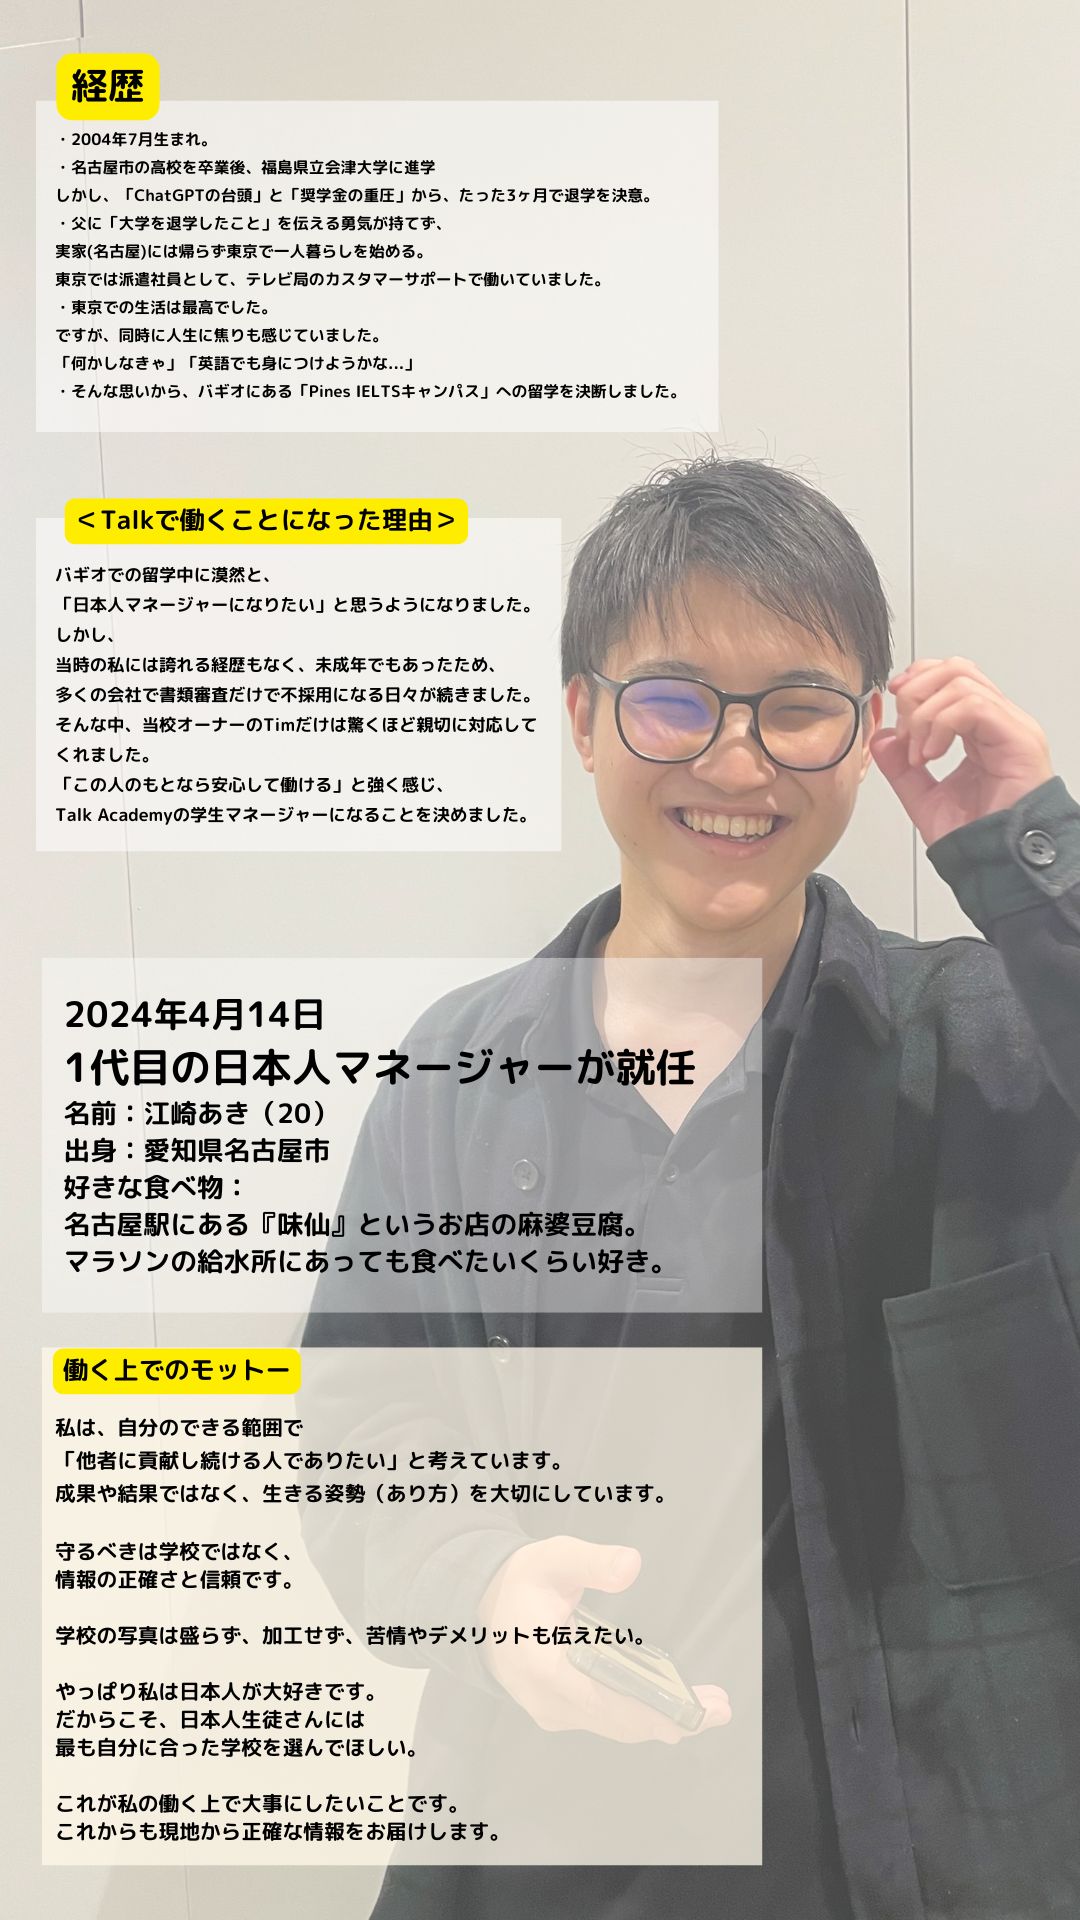 経歴
・2004年7月生まれ。
・名古屋市の高校を卒業後、福島県立会津大学に進学
しかし、「ChatGPTの台頭」と「奨学金の重圧」から、たった3ヶ月で退学を決意。
・父に「大学を退学したこと」を伝える勇気が持てず、
実家(名古屋)には帰らず東京で一人暮らしを始める。
東京では派遣社員として、テレビ局のカスタマーサポートで働いていました。
・東京での生活は最高でした。
ですが、同時に人生に焦りも感じていました。
「何かしなきゃ」「英語でも身につけようかな...」
・そんな思いから、バギオにある「Pines IELTSキャンパス」への留学を決断しました。
＜Talkで働くことになった理由＞
バギオでの留学中に漠然と、
「日本人マネージャーになりたい」と思うようになりました。
しかし、
当時の私には誇れる経歴もなく、未成年でもあったため、
多くの会社で書類審査だけで不採用になる日々が続きました。
そんな中、当校オーナーのTimだけは驚くほど親切に対応して
くれました。
「この人のもとなら安心して働ける」と強く感じ、
Talk Academyの学生マネージャーになることを決めました。
2024年4月14日
1代目の日本人マネージャーが就任
名前：江崎あき（20）
出身：愛知県名古屋市
好きな食べ物：
名古屋駅にある『味仙』というお店の麻婆豆腐。
マラソンの給水所にあっても食べたいくらい好き。
働く上でのモットー
私は、自分のできる範囲で
「他者に貢献し続ける人でありたい」と考えています。
成果や結果ではなく、生きる姿勢（あり方）を大切にしています。
守るべきは学校ではなく、
情報の正確さと信頼です。
学校の写真は盛らず、加工せず、苦情やデメリットも伝えたい。
やっぱり私は日本人が大好きです。
だからこそ、日本人生徒さんには
最も自分に合った学校を選んでほしい。
これが私の働く上で大事にしたいことです。
これからも現地から正確な情報をお届けします。